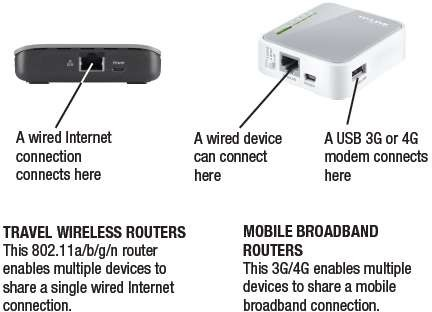 A wired Internet
connection
connects here
A wired device
can connect
here
A USB 3G or 4G
modem connects
here
TRAVEL WIRELESS ROUTERS
This 802.11a/b/g/n router
enables multiple devices to
share a single wired Internet
connection.
MOBILE BROADBAND
ROUTERS
This 3G/4G enables multiple
devices to share a mobile
broadband connection.